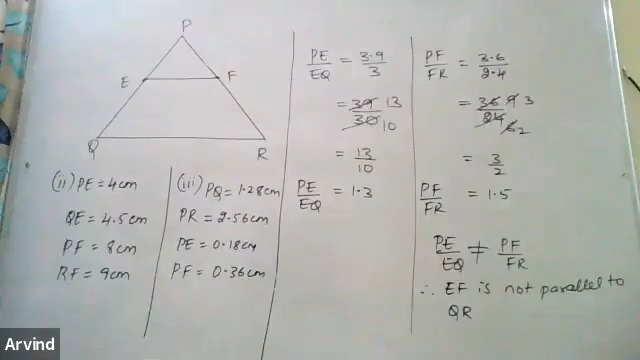 P
E F
Q R
(ii) PE = 4cm
QE = 4.5cm
PF = 8cm
RF = 9cm
(iii) PQ = 1.28cm
PR = 2.56cm
PE = 0.18cm
PF = 0.36cm
PE/EQ = 3.9/3
= 39/30 13/10
= 13/10
PE/EQ = 1.3
PF/FR = 3.6/2.4
= 36/24 9 3/6 2
= 3/2
PF/FR = 1.5
PE/EQ ≠ PF/FR
∴ EF is not parallel to
QR
Arvind